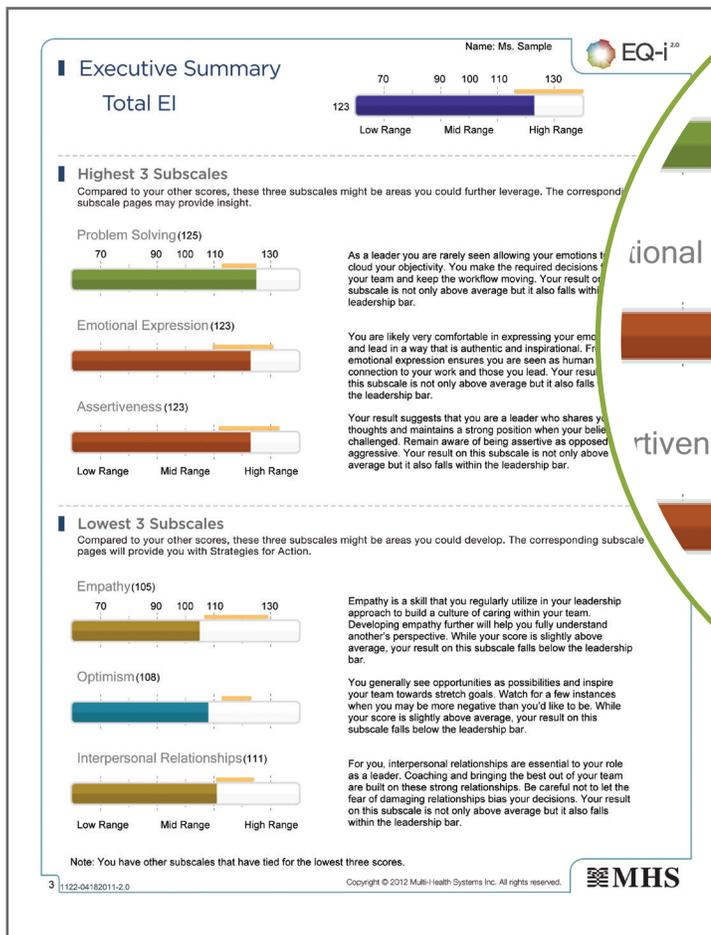 Name: Ms. Sample
EQ-i 2.0
Executive Summary
Total EI
70 90 100 110 130
123
Low Range Mid Range High Range
Highest 3 Subscales
Compared to your other scores, these three subscales might be areas you could further leverage. The
subscale pages may provide insight.
Problem Solving (125)
70 90 100 110 130
As a leader you are rarely seen allowing your emotions
cloud your objectivity. You make the required decisions
your team and keep the workflow moving. Your result on
subscale is not only above average but it also falls
leadership bar.
Emotional Expression (123)
You are likely very comfortable in expressing your
and lead in a way that is authentic and inspirational.
emotional expression ensures you are seen as human
connection to your work and those you lead. Your
this subscale is not only above average but it also falls
the leadership bar.
Assertiveness (123)
Your result suggests that you are a leader who shares
thoughts and maintains a strong position when your
challenged. Remain aware of being assertive as opposed
aggressive. Your result on this subscale is not only above
average but it also falls within the leadership bar.
Low Range Mid Range High Range
tional
rtiven
Lowest 3 Subscales
Compared to your other scores, these three subscales might be areas you could develop. The corresponding subscale
pages will provide you with Strategies for Action.
Empathy (105)
70 90 100 110 130
Empathy is a skill that you regularly utilize in your leadership
approach to build a culture of caring within your team.
Developing empathy further will help you fully understand
another's perspective. While your score is slightly above
average, your result on this subscale falls below the leadership
bar.
Optimism (108)
You generally see opportunities as possibilities and inspire
your team towards stretch goals. Watch for a few instances
when you may be more negative than you'd like to be. While
your score is slightly above average, your result on this
subscale falls below the leadership bar.
Interpersonal Relationships (111)
For you, interpersonal relationships are essential to your role
as a leader. Coaching and bringing the best out of your team
are built on these strong relationships. Be careful not to let the
fear of damaging relationships bias your decisions. Your result
on this subscale is not only above average but it also falls
within the leadership bar.
Low Range Mid Range High Range
Note: You have other subscales that have tied for the lowest three scores.
3 1122-04182011-2.0
Copyright © 2012 Multi-Health Systems Inc. All rights reserved.
MHS